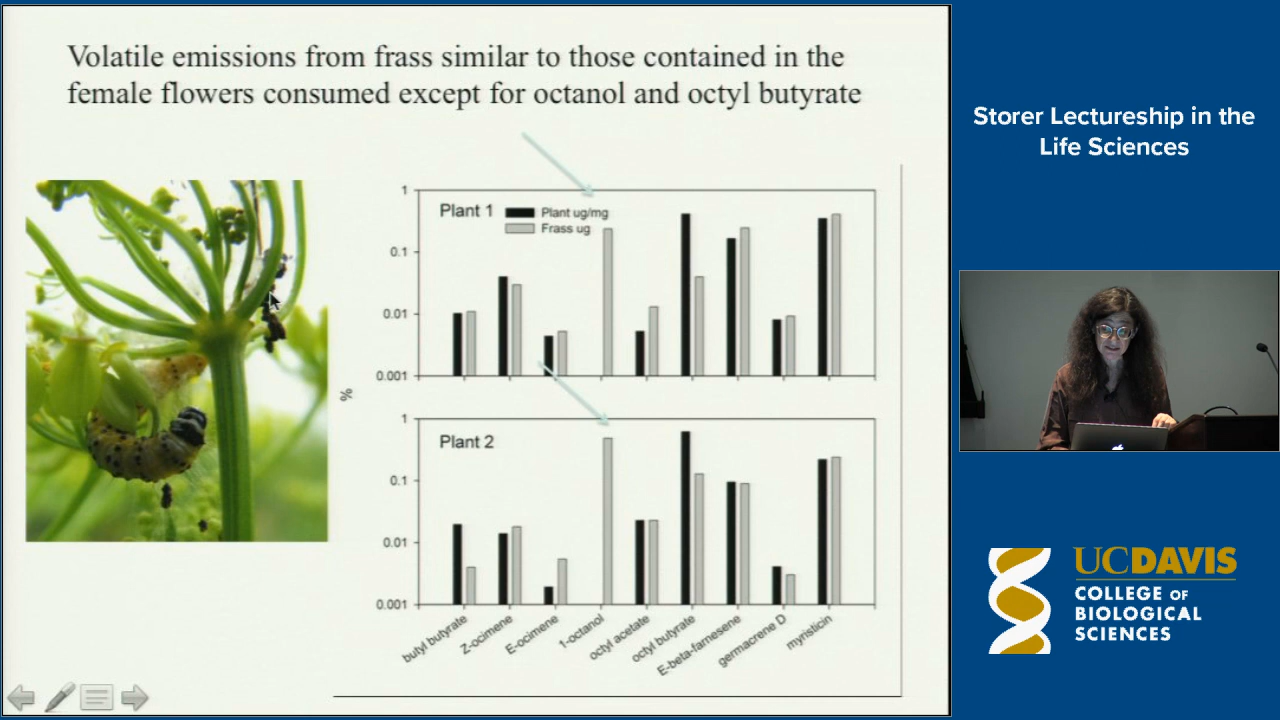 Volatile emissions from frass similar to those contained in the
female flowers consumed except for octanol and octyl butyrate
Plant 1
Plant ug/mg
Frass ug
1
0.1
0.01
0.001
%
Plant 2
1
0.1
0.01
0.001
butyl butyrate
Z-ocimene
E-ocimene
1-octanol
octyl acetate
octyl butyrate
E-beta-farnesene
germacrene D
myristicin
Storer Lectureship in the
Life Sciences
UCDAVIS
COLLEGE OF
BIOLOGICAL
SCIENCES